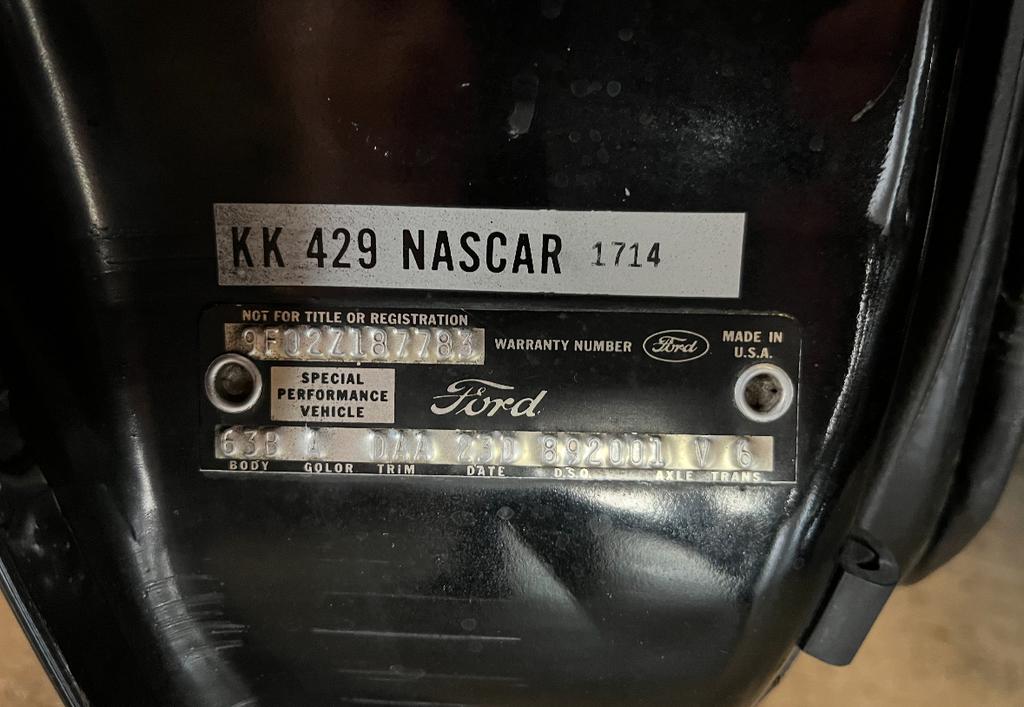 KK 429 NASCAR 1714
NOT FOR TITLE OR REGISTRATION
9F02Z187783 WARRANTY NUMBER Ford MADE IN
U.S.A.
SPECIAL
PERFORMANCE
VEHICLE
Ford
63B A DAA 23D 892001 V 6
BODY COLOR TRIM DATE D.S.O. AXLE TRANS